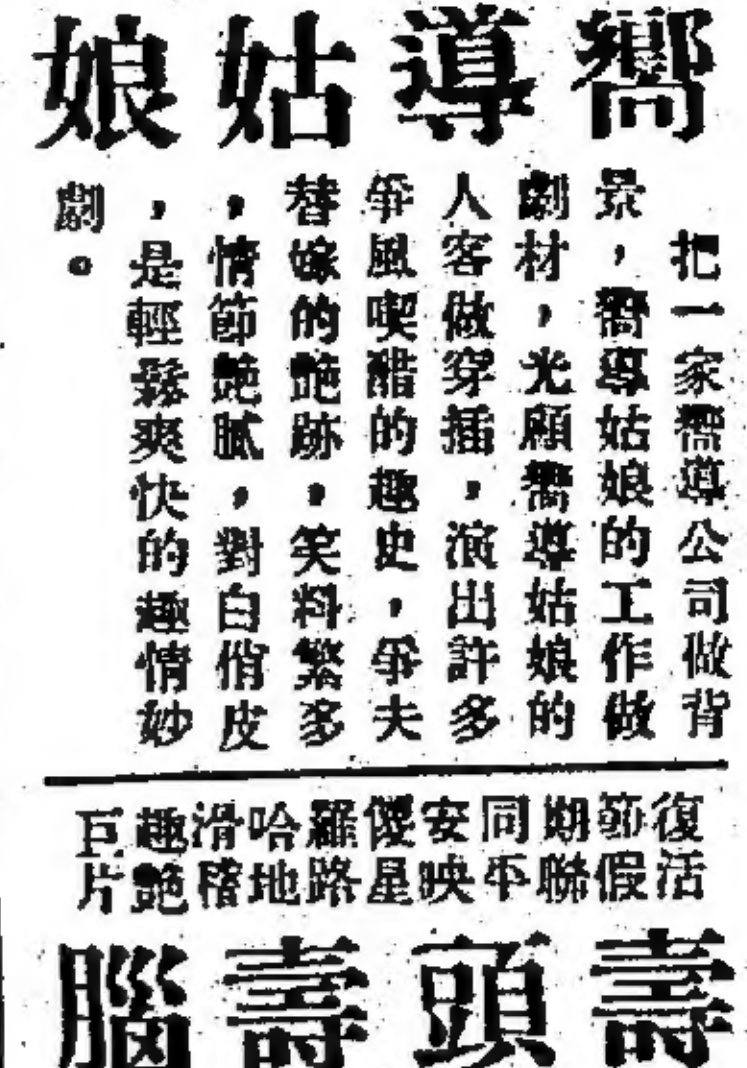 嚮導姑娘
把一家嚮導公司做背
景，嚮導姑娘的工作做
劇材，光顧嚮導姑娘的
人客做穿插，演出許多
爭風喫醋的趣史，爭夫
替嫁的艷跡，笑料繁多
，情節艷膩，對白俏皮
，是輕鬆爽快的趣情妙
劇。
復活
節假
期聯
同平
安映
傻星
羅路
哈地
滑稽
趣艷
巨片
壽頭壽腦